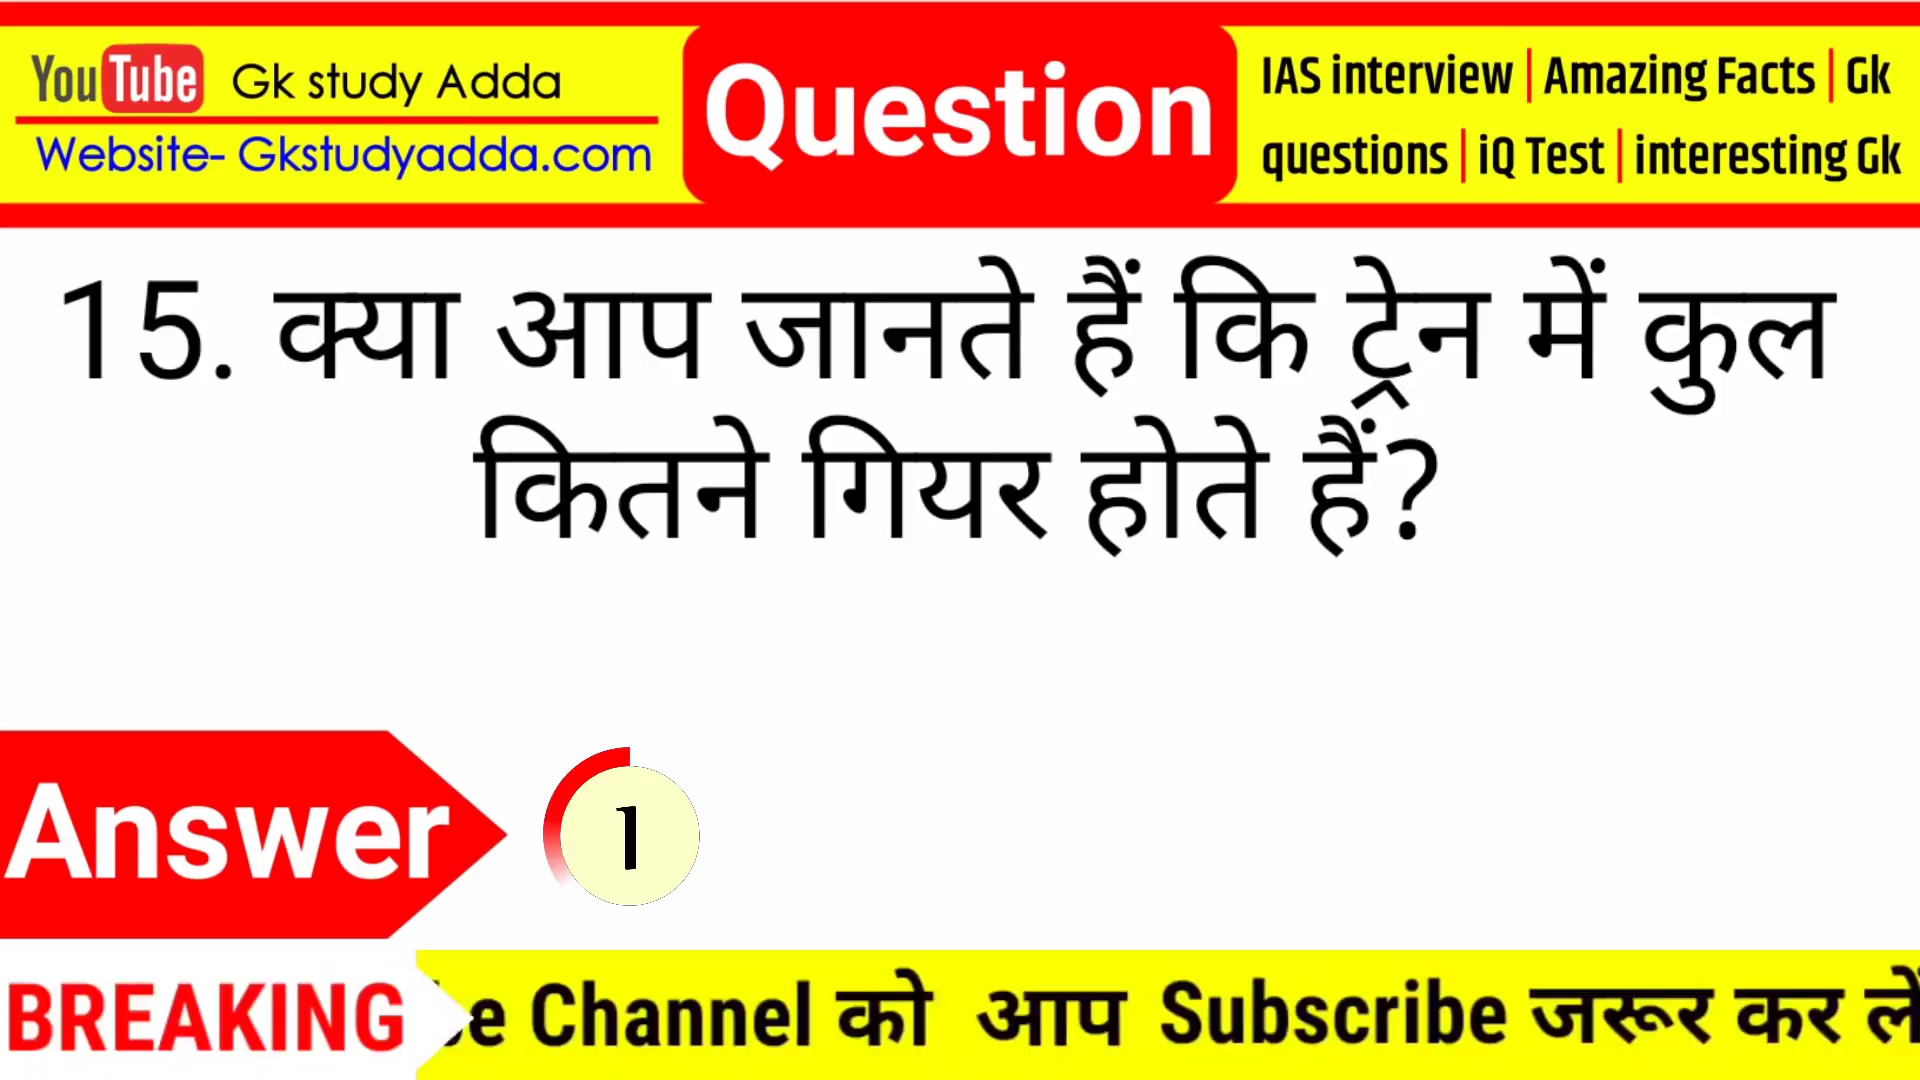 YouTube Gk study Adda
Website- Gkstudyadda.com
Question
IAS interview | Amazing Facts | Gk
questions | iQ Test | interesting Gk
15. क्या आप जानते हैं कि ट्रेन में कुल
कितने गियर होते हैं?
Answer
1
BREAKING
e Channel को आप Subscribe जरूर कर लें